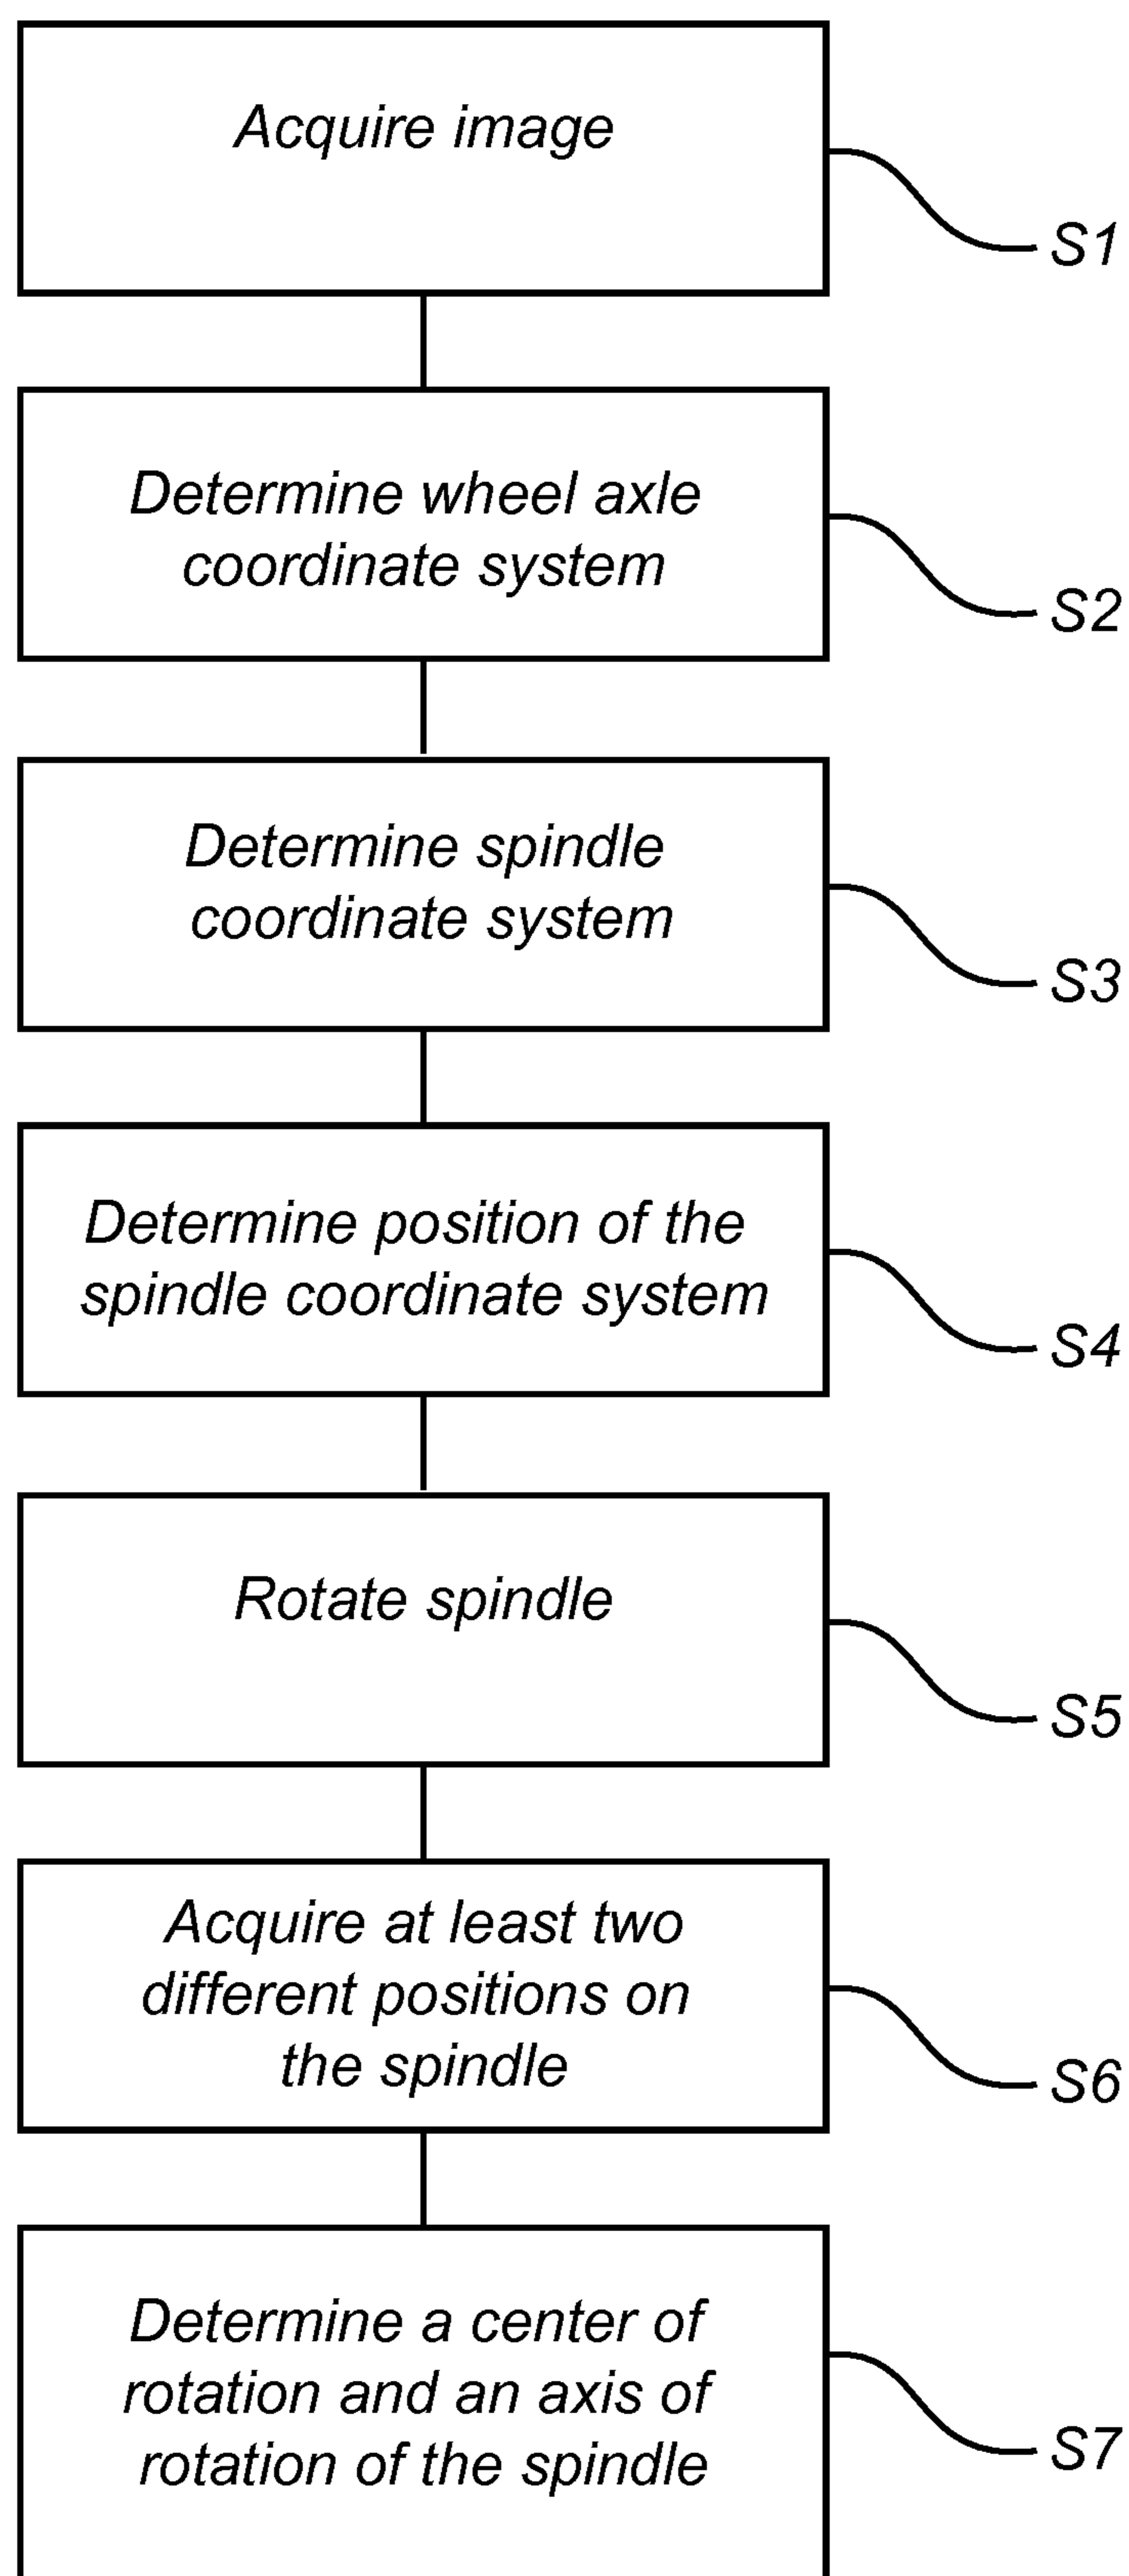 Acquire image
S1
Determine wheel axle
coordinate system
S2
Determine spindle
coordinate system
S3
Determine position of the
spindle coordinate system
S4
Rotate spindle
S5
Acquire at least two
different positions on
the spindle
S6
Determine a center of
rotation and an axis of
rotation of the spindle
S7